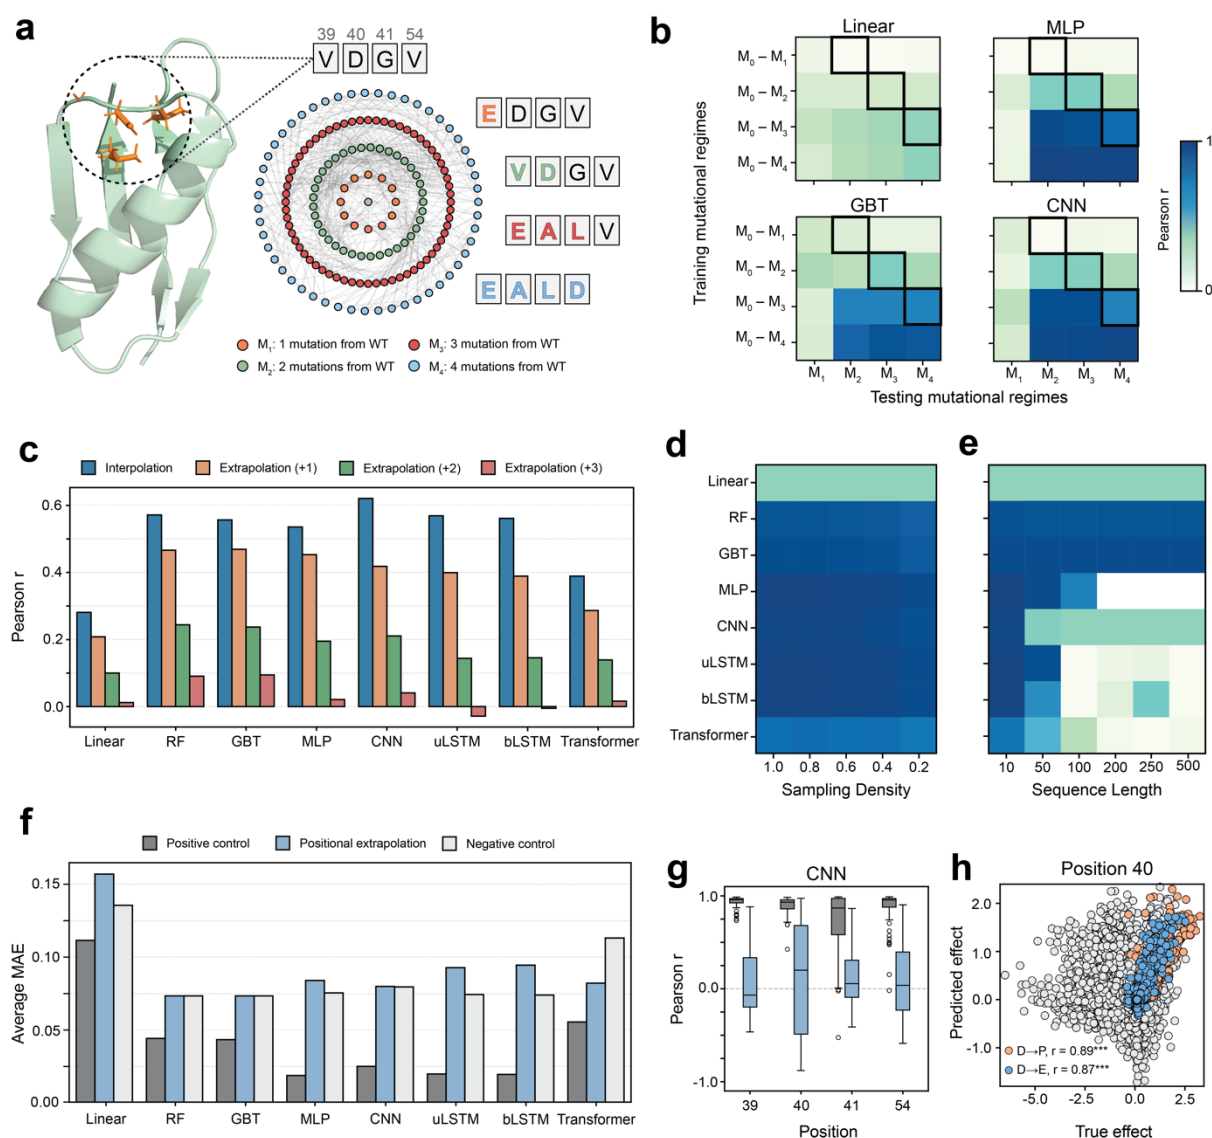 a
39 40 41 54
V D G V
E D G V
V D G V
E A L V
E A L D
M1: 1 mutation from WT
M3: 3 mutation from WT
M2: 2 mutations from WT
M4: 4 mutations from WT
b
Linear
MLP
M0 – M1
M0 – M2
M0 – M3
M0 – M4
GBT
CNN
M0 – M1
M0 – M2
M0 – M3
M0 – M4
M1 M2 M3 M4
M1 M2 M3 M4
Training mutational regimes
Testing mutational regimes
1
Pearson r
0
c
Interpolation
Extrapolation (+1)
Extrapolation (+2)
Extrapolation (+3)
Pearson r
0.6
0.4
0.2
0.0
Linear RF GBT MLP CNN uLSTM bLSTM Transformer
d
Linear
RF
GBT
MLP
CNN
uLSTM
bLSTM
Transformer
1.0 0.8 0.6 0.4 0.2
Sampling Density
e
10 50 100 200 250 500
Sequence Length
f
Positive control
Positional extrapolation
Negative control
Average MAE
0.15
0.10
0.05
0.00
Linear RF GBT MLP CNN uLSTM bLSTM Transformer
g
CNN
Pearson r
1.0
0.0
-1.0
39 40 41 54
Position
h
Position 40
Predicted effect
2.0
1.0
0.0
-1.0
D→P, r = 0.89***
D→E, r = 0.87***
-5.0 -2.5 0.0 2.5
True effect